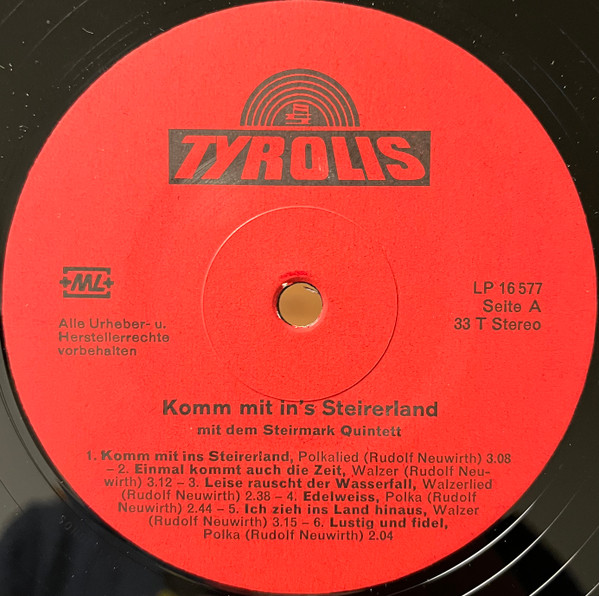 TYROLIS
ML
Alle Urheber- u.
Herstellerrechte
vorbehalten
LP 16 577
Seite A
33 T Stereo
Komm mit in's Steirerland
mit dem Steirmark Quintett
1. Komm mit ins Steirerland, Polkalied (Rudolf Neuwirth) 3.08
– 2. Einmal kommt auch die Zeit, Walzer (Rudolf Neu-
wirth) 3.12 – 3. Leise rauscht der Wasserfall, Walzerlied
(Rudolf Neuwirth) 2.38 – 4. Edelweiss, Polka (Rudolf
Neuwirth) 2.44 – 5. Ich zieh ins Land hinaus, Walzer
(Rudolf Neuwirth) 3.15 – 6. Lustig und fidel,
Polka (Rudolf Neuwirth) 2.04